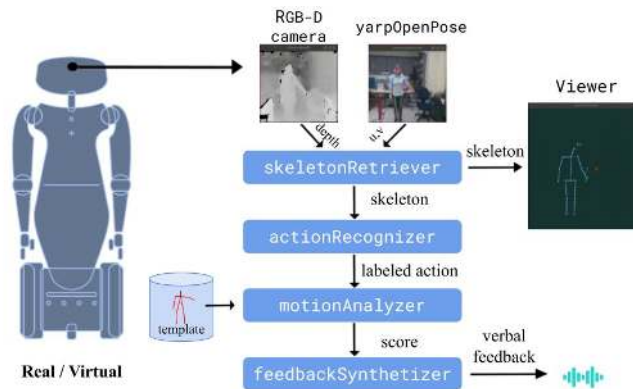 RGB-D
camera
yarpOpenPose
Viewer
depth
u,v
skeletonRetriever
skeleton
skeleton
actionRecognizer
labeled action
template
motionAnalyzer
score
verbal
feedback
feedbackSynthetizer
Real / Virtual